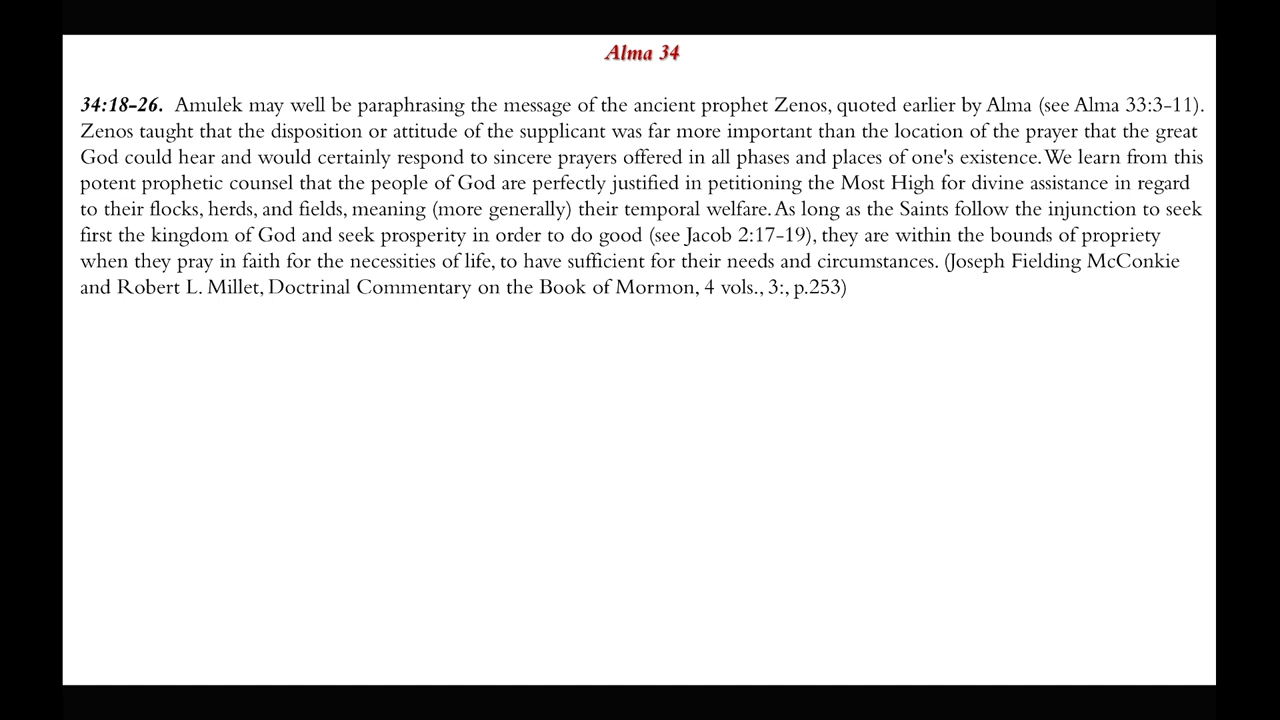 Alma 34
34:18-26. Amulek may well be paraphrasing the message of the ancient prophet Zenos, quoted earlier by Alma (see Alma 33:3-11).
Zenos taught that the disposition or attitude of the supplicant was far more important than the location of the prayer that the great
God could hear and would certainly respond to sincere prayers offered in all phases and places of one's existence. We learn from this
potent prophetic counsel that the people of God are perfectly justified in petitioning the Most High for divine assistance in regard
to their flocks, herds, and fields, meaning (more generally) their temporal welfare. As long as the Saints follow the injunction to seek
first the kingdom of God and seek prosperity in order to do good (see Jacob 2:17-19), they are within the bounds of propriety
when they pray in faith for the necessities of life, to have sufficient for their needs and circumstances. (Joseph Fielding McConkie
and Robert L. Millet, Doctrinal Commentary on the Book of Mormon, 4 vols., 3:, p.253)